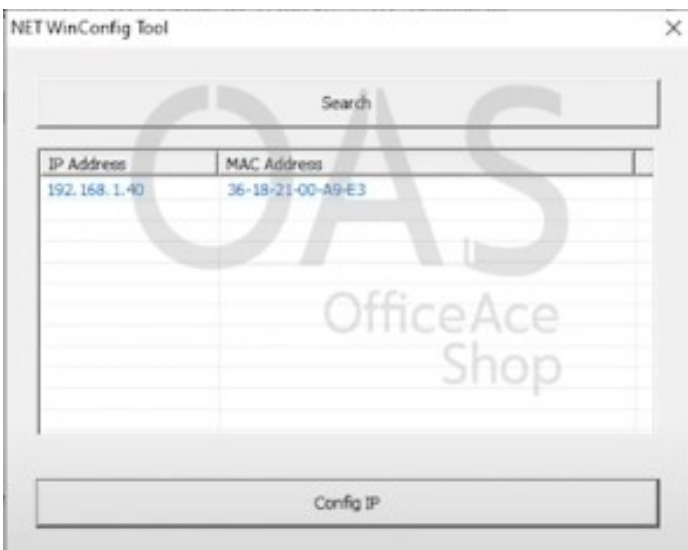 NET WinConfig Tool
Search
IP Address MAC Address
192.168.1.40 36-18-21-00-A9-E3
OAS
OfficeAce
Shop
Config IP